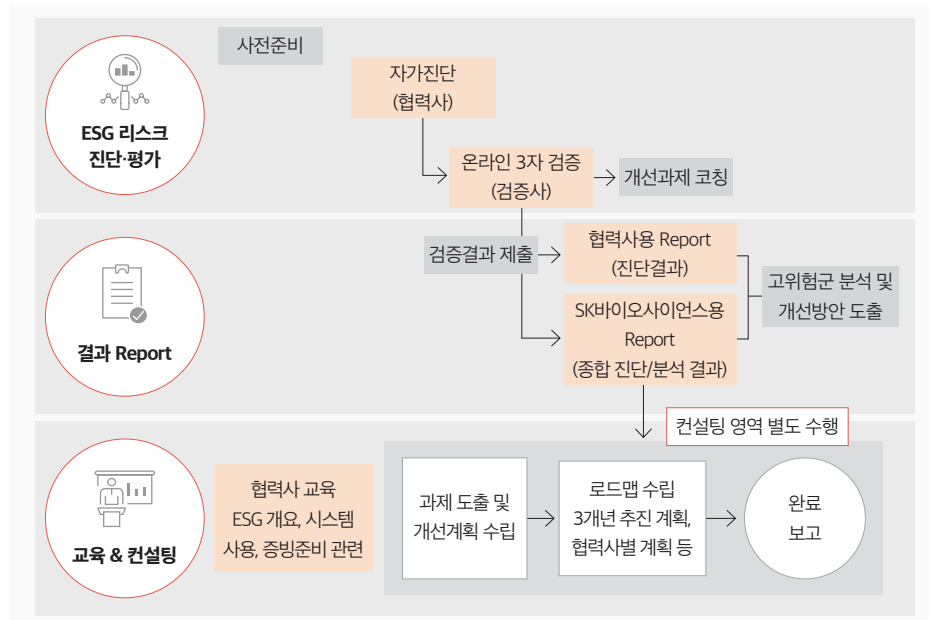 ESG 리스크
진단·평가
사전준비
자가진단
(협력사)
온라인 3자 검증
(검증사)
개선과제 코칭
결과 Report
검증결과 제출
협력사용 Report
(진단결과)
SK바이오사이언스용
Report
(종합 진단/분석 결과)
고위험군 분석 및
개선방안 도출
교육 & 컨설팅
협력사 교육
ESG 개요, 시스템
사용, 증빙준비 관련
컨설팅 영역 별도 수행
과제 도출 및
개선계획 수립
로드맵 수립
3개년 추진 계획,
협력사별 계획 등
완료
보고